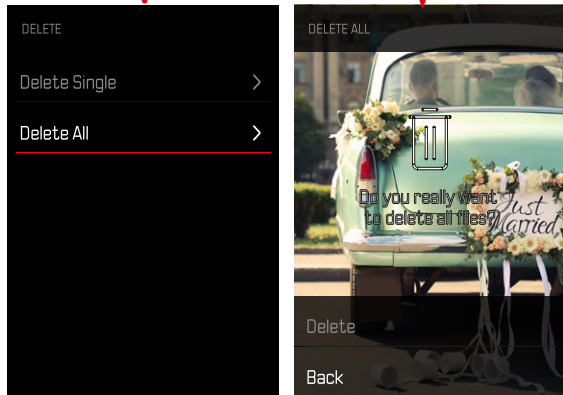 DELETE
Delete Single
Delete All
DELETE ALL
Do you really want
to delete all files?
Just
Married
Delete
Back